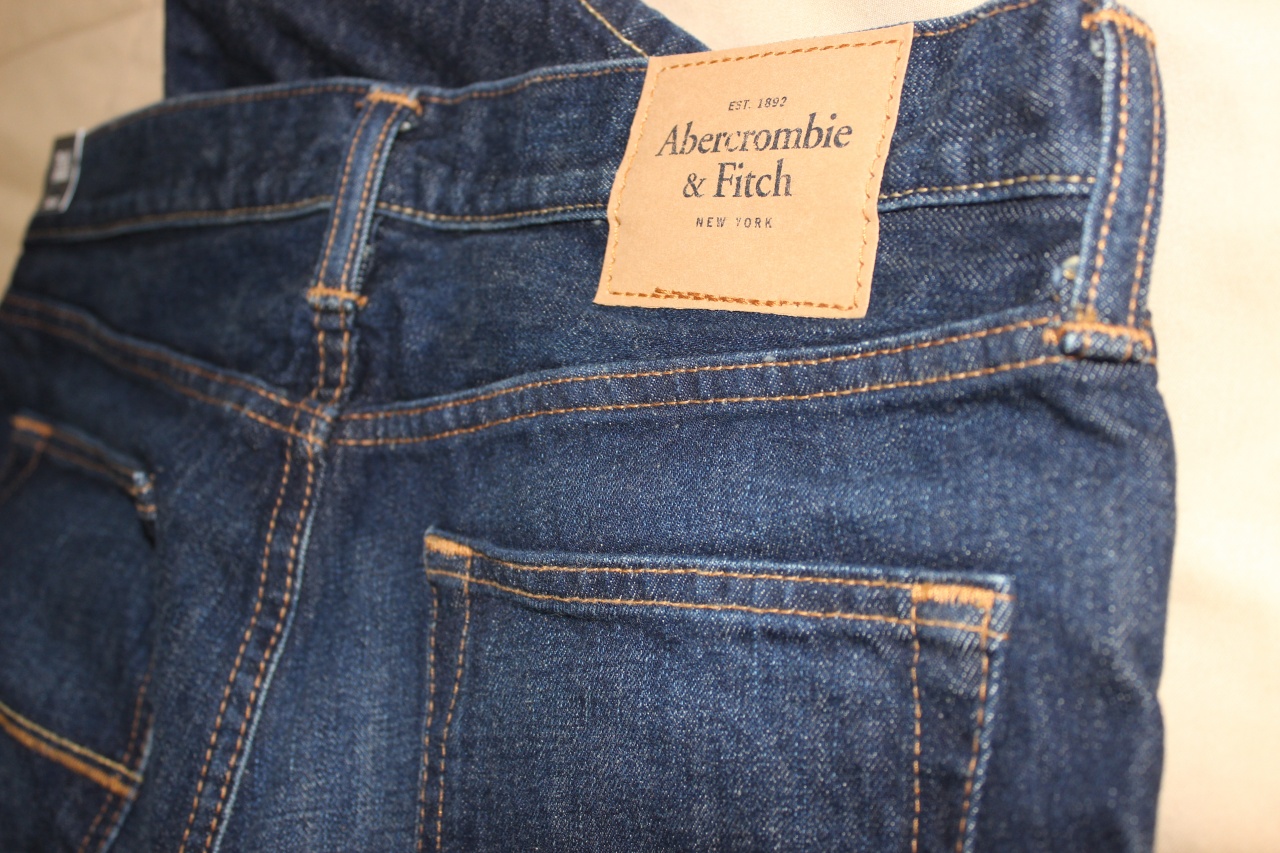 EST. 1892
Abercrombie
& Fitch
NEW YORK